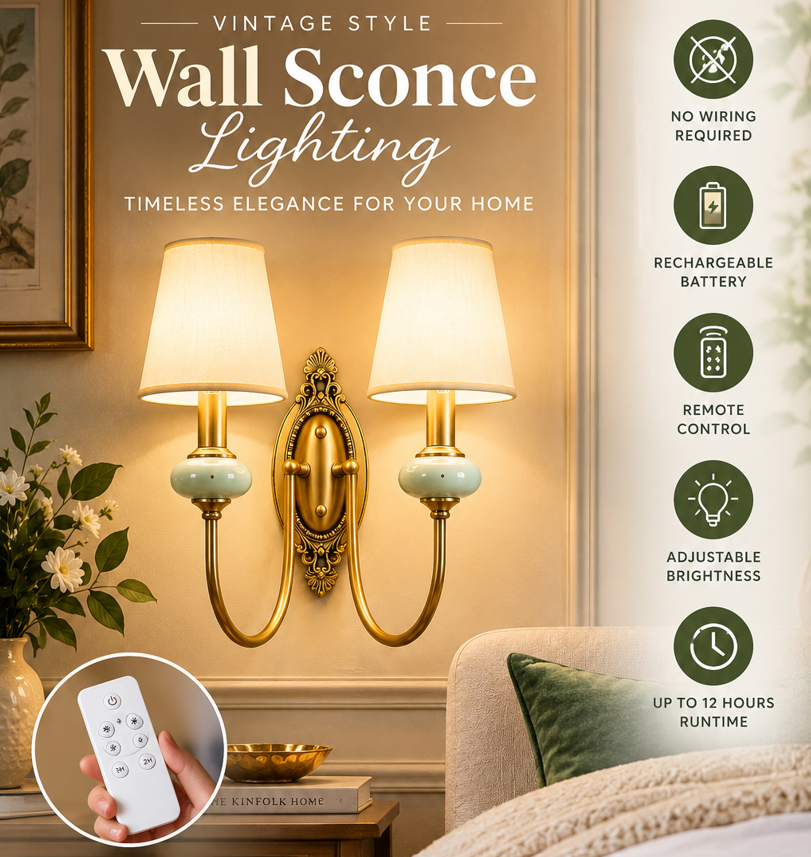 VINTAGE STYLE
Wall Sconce
Lighting
TIMELESS ELEGANCE FOR YOUR HOME
NO WIRING
REQUIRED
RECHARGEABLE
BATTERY
REMOTE
CONTROL
ADJUSTABLE
BRIGHTNESS
UP TO 12 HOURS
RUNTIME
2H
KINFOLK HOME